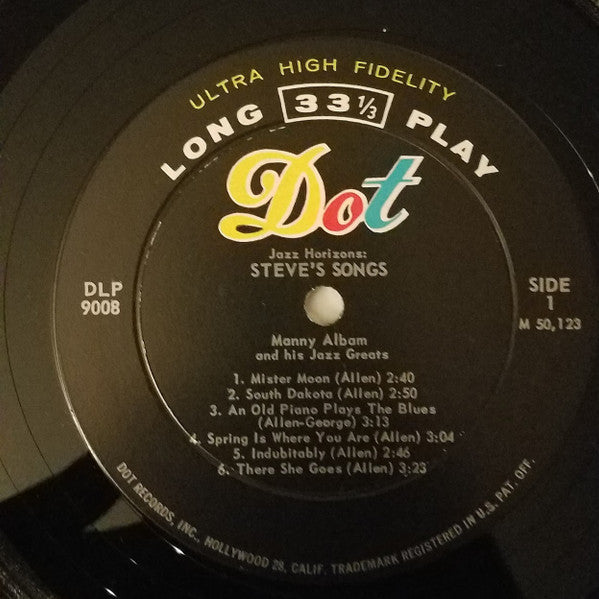 ULTRA HIGH FIDELITY
LONG 33 1/3 PLAY
Dot
Jazz Horizons:
STEVE'S SONGS
DLP
9008
SIDE
1
M 50,123
Manny Albam
and his Jazz Greats
1. Mister Moon (Allen) 2:40
2. South Dakota (Allen) 2:50
3. An Old Piano Plays The Blues
(Allen-George) 3:13
4. Spring Is Where You Are (Allen) 3:04
5. Indubitably (Allen) 2:46
6. There She Goes (Allen) 3:23
DOT RECORDS, INC., HOLLYWOOD 28, CALIF. TRADEMARK REGISTERED IN U.S. PAT. OFF.